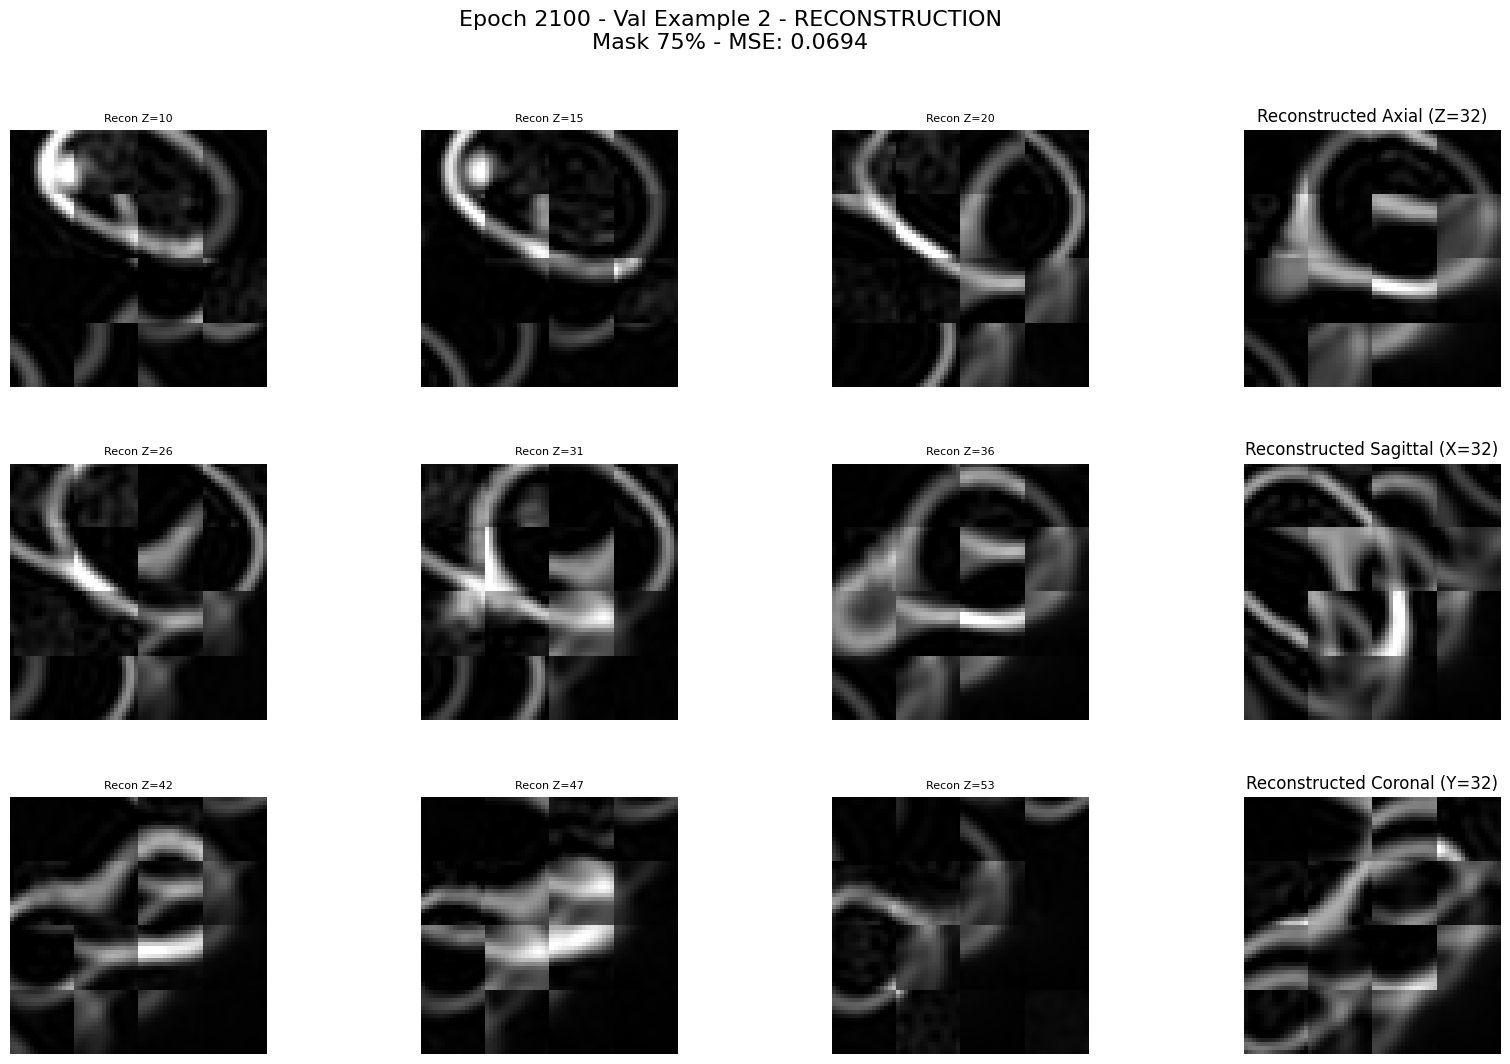 Epoch 2100 - Val Example 2 - RECONSTRUCTION
Mask 75% - MSE: 0.0694
Recon Z=10
Recon Z=15
Recon Z=20
Reconstructed Axial (Z=32)
Recon Z=26
Recon Z=31
Recon Z=36
Reconstructed Sagittal (X=32)
Recon Z=42
Recon Z=47
Recon Z=53
Reconstructed Coronal (Y=32)